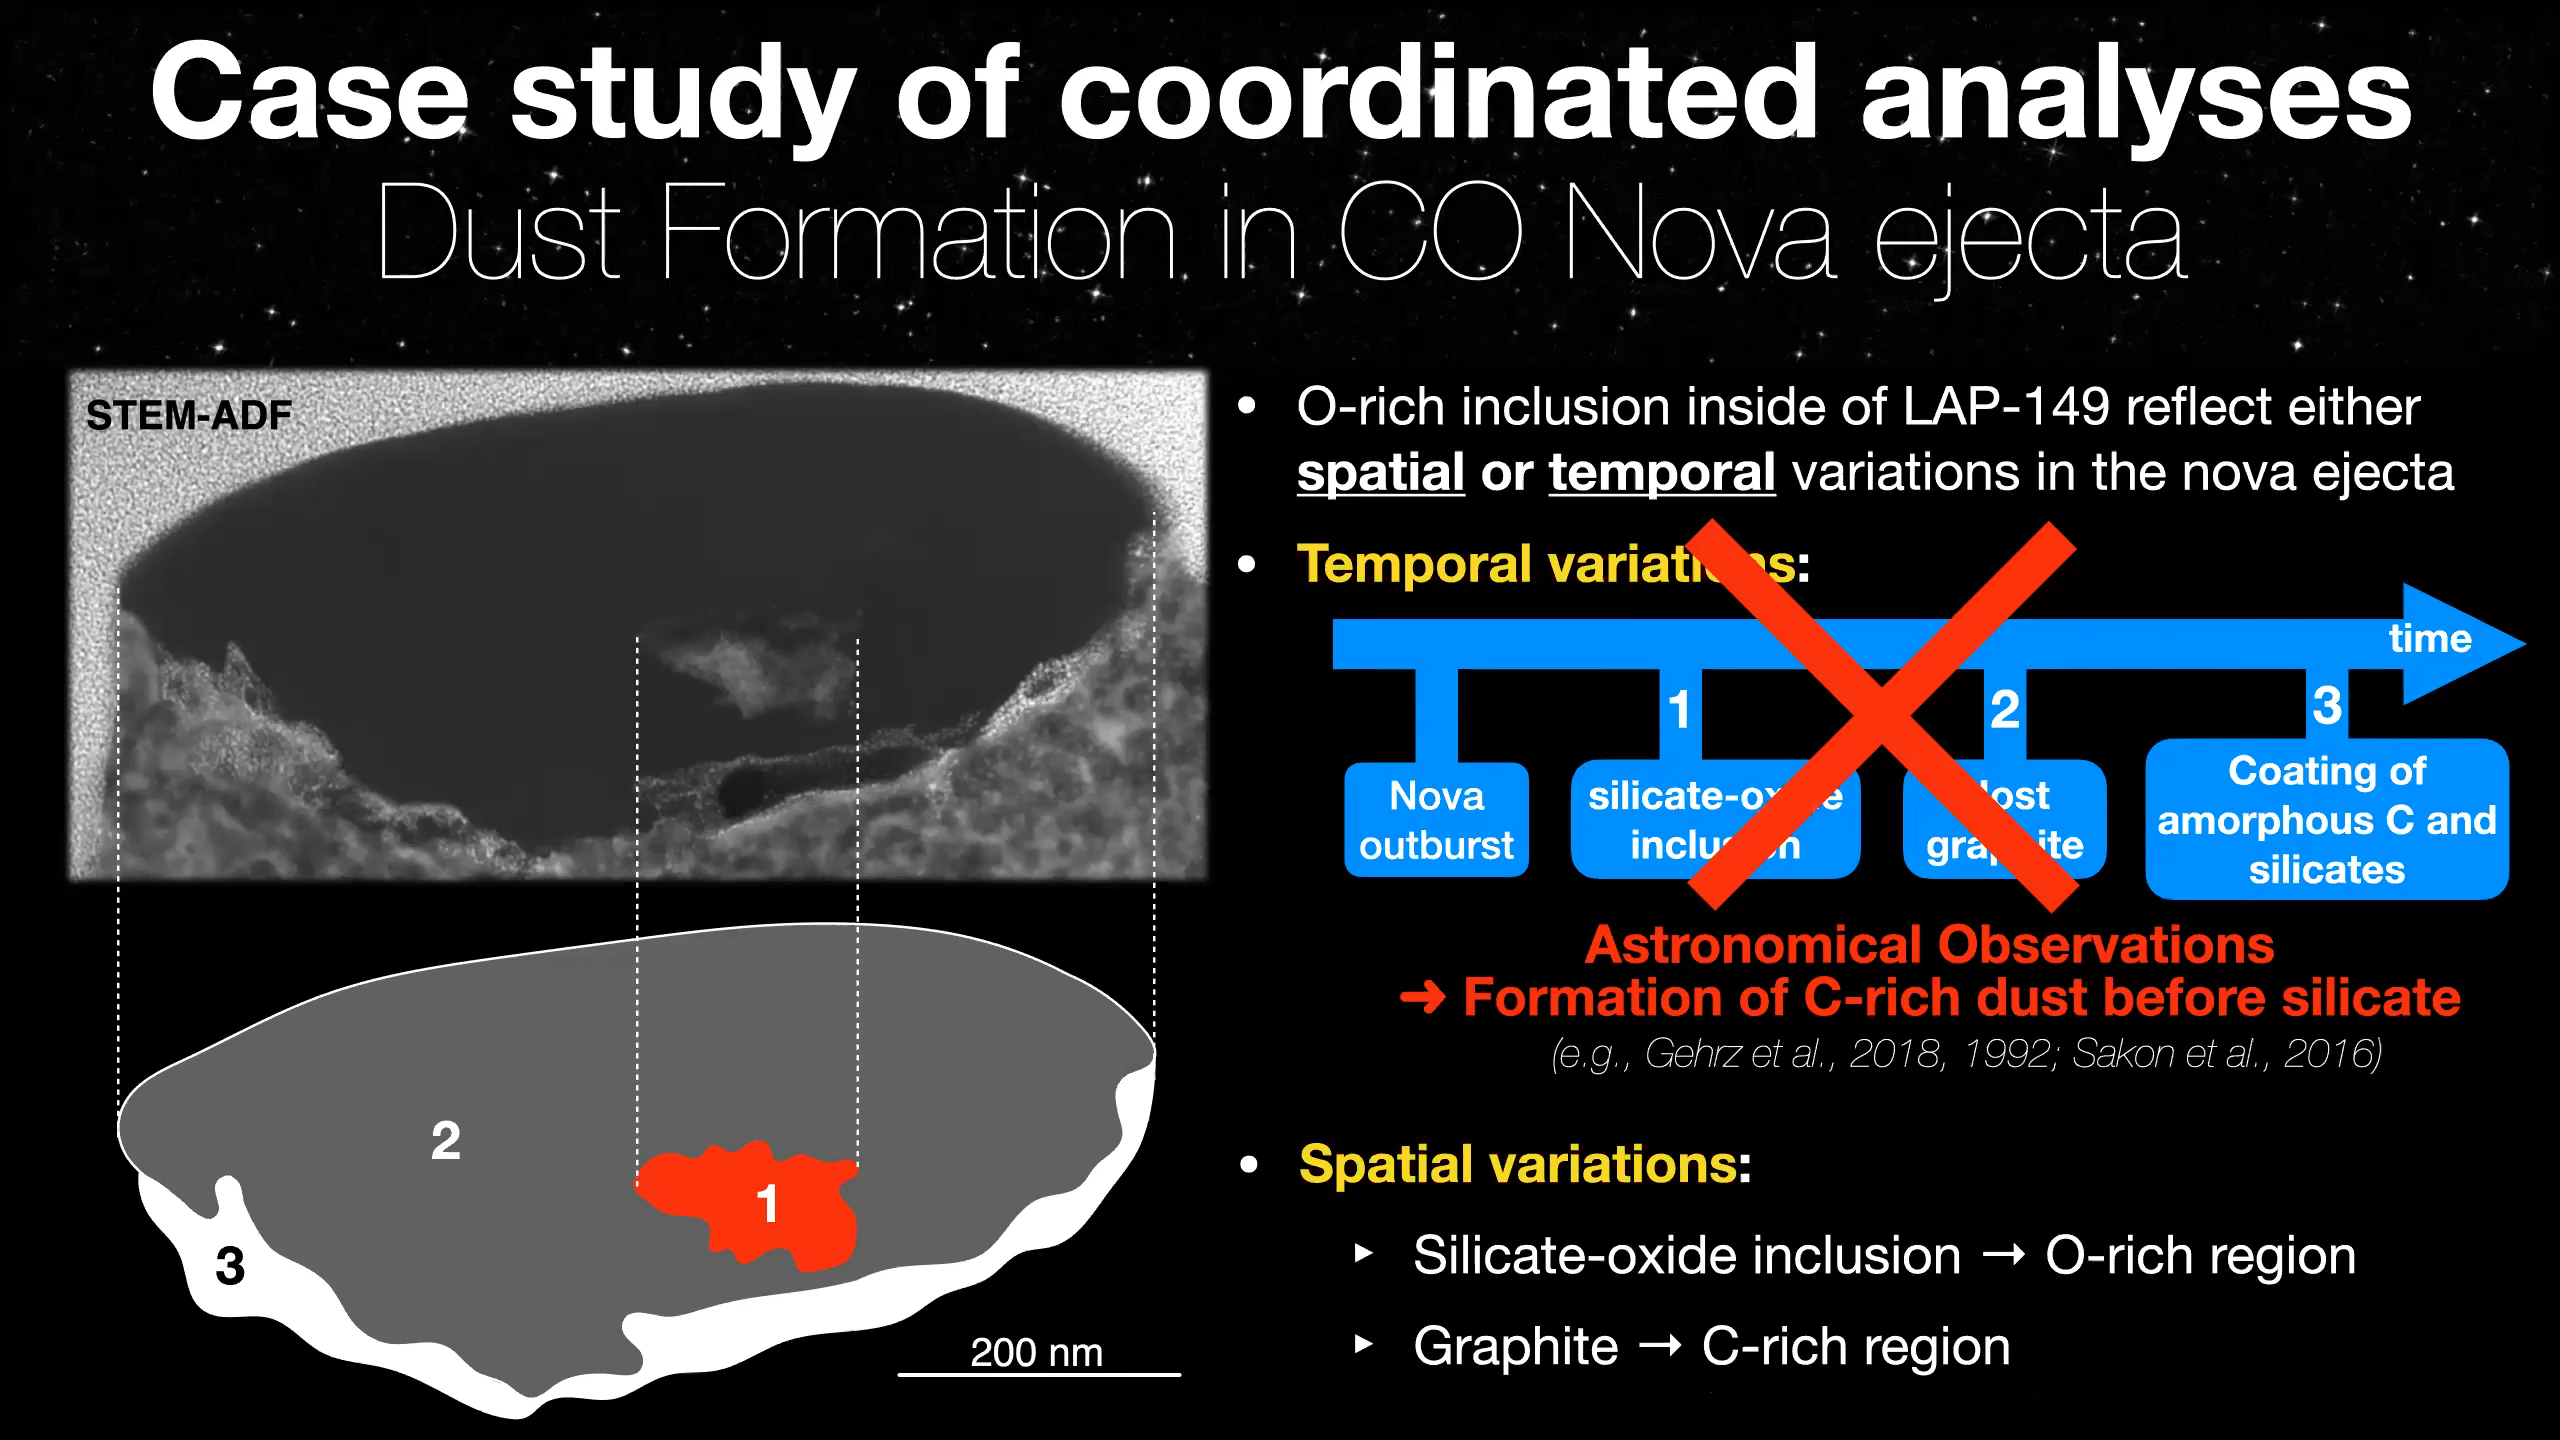 Case study of coordinated analyses
Dust Formation in CO Nova ejecta
STEM-ADF
2
1
3
200 nm
• O-rich inclusion inside of LAP-149 reflect either
spatial or temporal variations in the nova ejecta
• Temporal variations:
time
1
2
3
Nova
outburst
silicate-oxide
inclusion
Host
graphite
Coating of
amorphous C and
silicates
Astronomical Observations
➜ Formation of C-rich dust before silicate
(e.g., Gehrz et al., 2018, 1992; Sakon et al., 2016)
• Spatial variations:
‣ Silicate-oxide inclusion → O-rich region
‣ Graphite → C-rich region